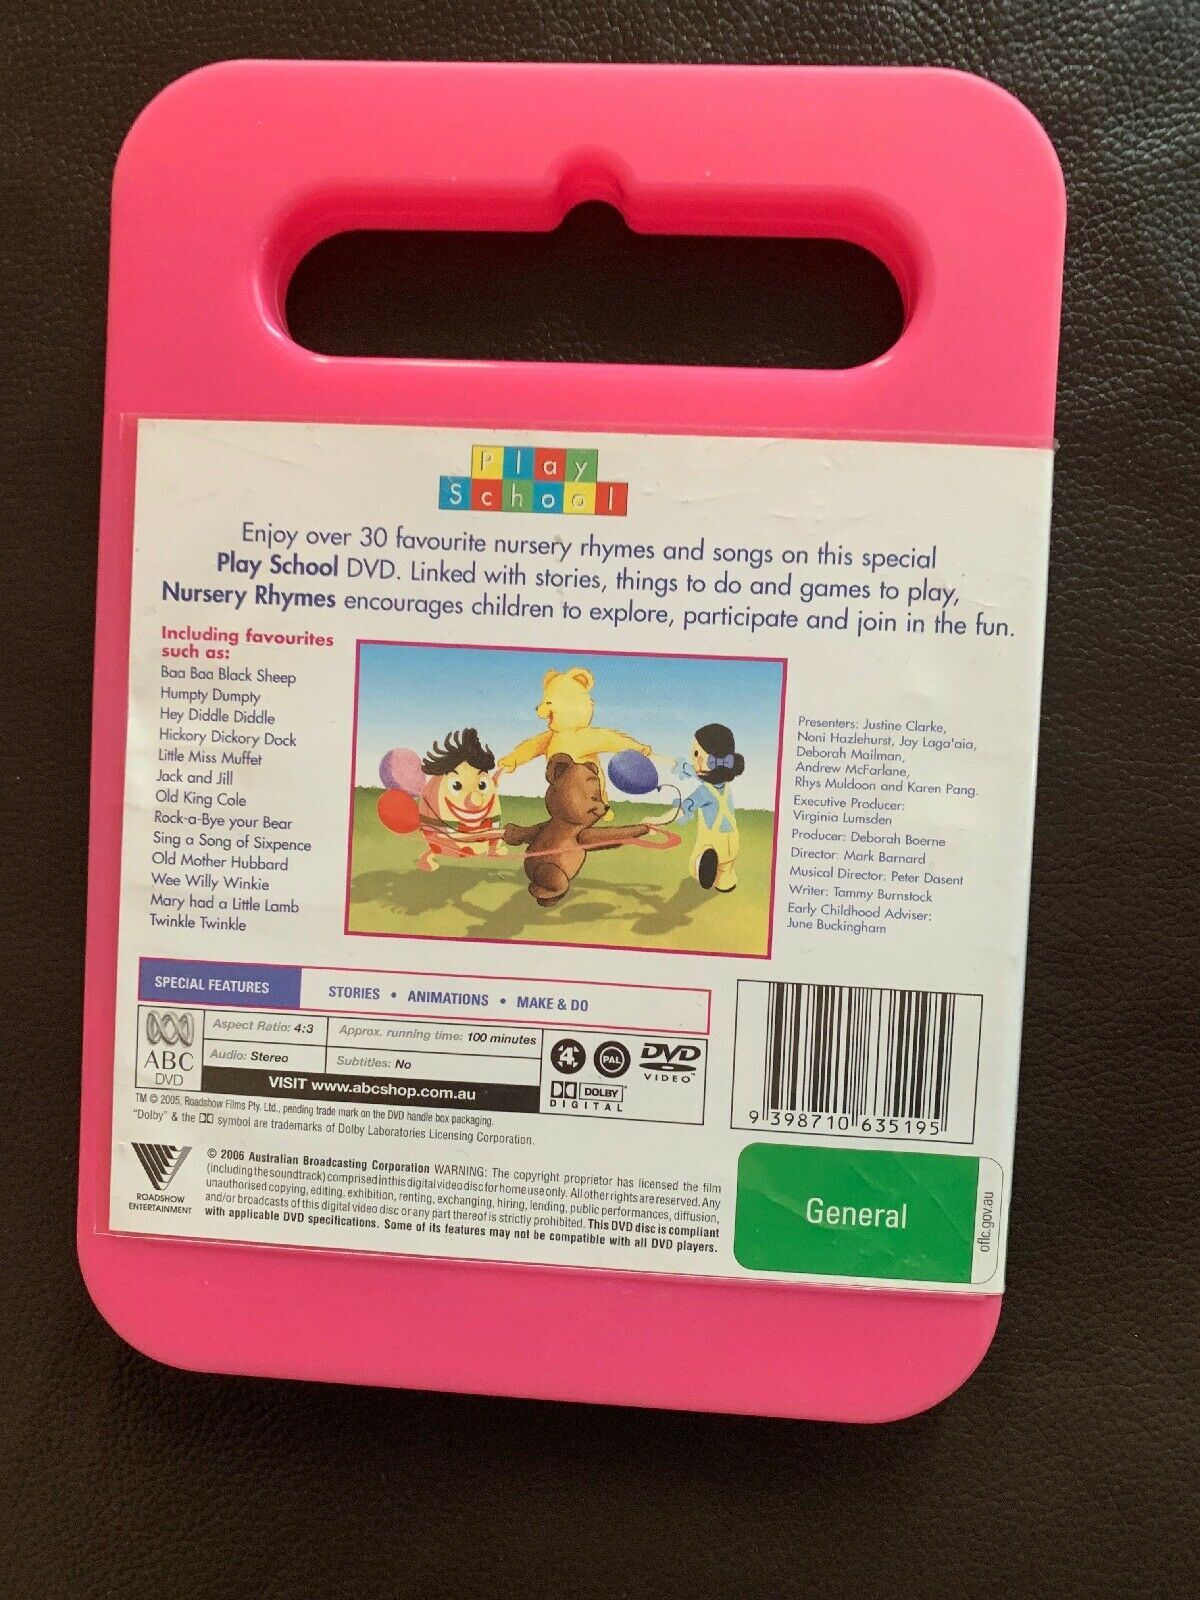 Play
School
Enjoy over 30 favourite nursery rhymes and songs on this special
Play School DVD. Linked with stories, things to do and games to play,
Nursery Rhymes encourages children to explore, participate and join in the fun.
Including favourites
such as:
Baa Baa Black Sheep
Humpty Dumpty
Hey Diddle Diddle
Hickory Dickory Dock
Little Miss Muffet
Jack and Jill
Old King Cole
Rock-a-Bye your Bear
Sing a Song of Sixpence
Old Mother Hubbard
Wee Willy Winkie
Mary had a Little Lamb
Twinkle Twinkle
Presenters: Justine Clarke,
Noni Hazlehurst, Jay Laga'aia,
Deborah Mailman,
Andrew McFarlane,
Rhys Muldoon and Karen Pang.
Executive Producer:
Virginia Lumsden
Producer: Deborah Boerne
Director: Mark Barnard
Musical Director: Peter Dasent
Writer: Tammy Burnstock
Early Childhood Adviser:
June Buckingham
SPECIAL FEATURES
STORIES • ANIMATIONS • MAKE & DO
ABC
DVD
Aspect Ratio: 4:3
Approx. running time: 100 minutes
Audio: Stereo
Subtitles: No
VISIT www.abcshop.com.au
4
PAL
DVD
VIDEO™
DOLBY
DIGITAL
TM © 2005, Roadshow Films Pty. Ltd., pending trade mark on the DVD handle box packaging.
"Dolby" & the DD symbol are trademarks of Dolby Laboratories Licensing Corporation.
9 398710 635195
ROADSHOW
ENTERTAINMENT
© 2006 Australian Broadcasting Corporation WARNING: The copyright proprietor has licensed the film
(including the soundtrack) comprised in this digital video disc for home use only. All other rights are reserved. Any
unauthorised copying, editing, exhibition, renting, exchanging, hiring, lending, public performances, diffusion,
and/or broadcasts of this digital video disc or any part thereof is strictly prohibited. This DVD disc is compliant
with applicable DVD specifications. Some of its features may not be compatible with all DVD players.
General
oflc.gov.au